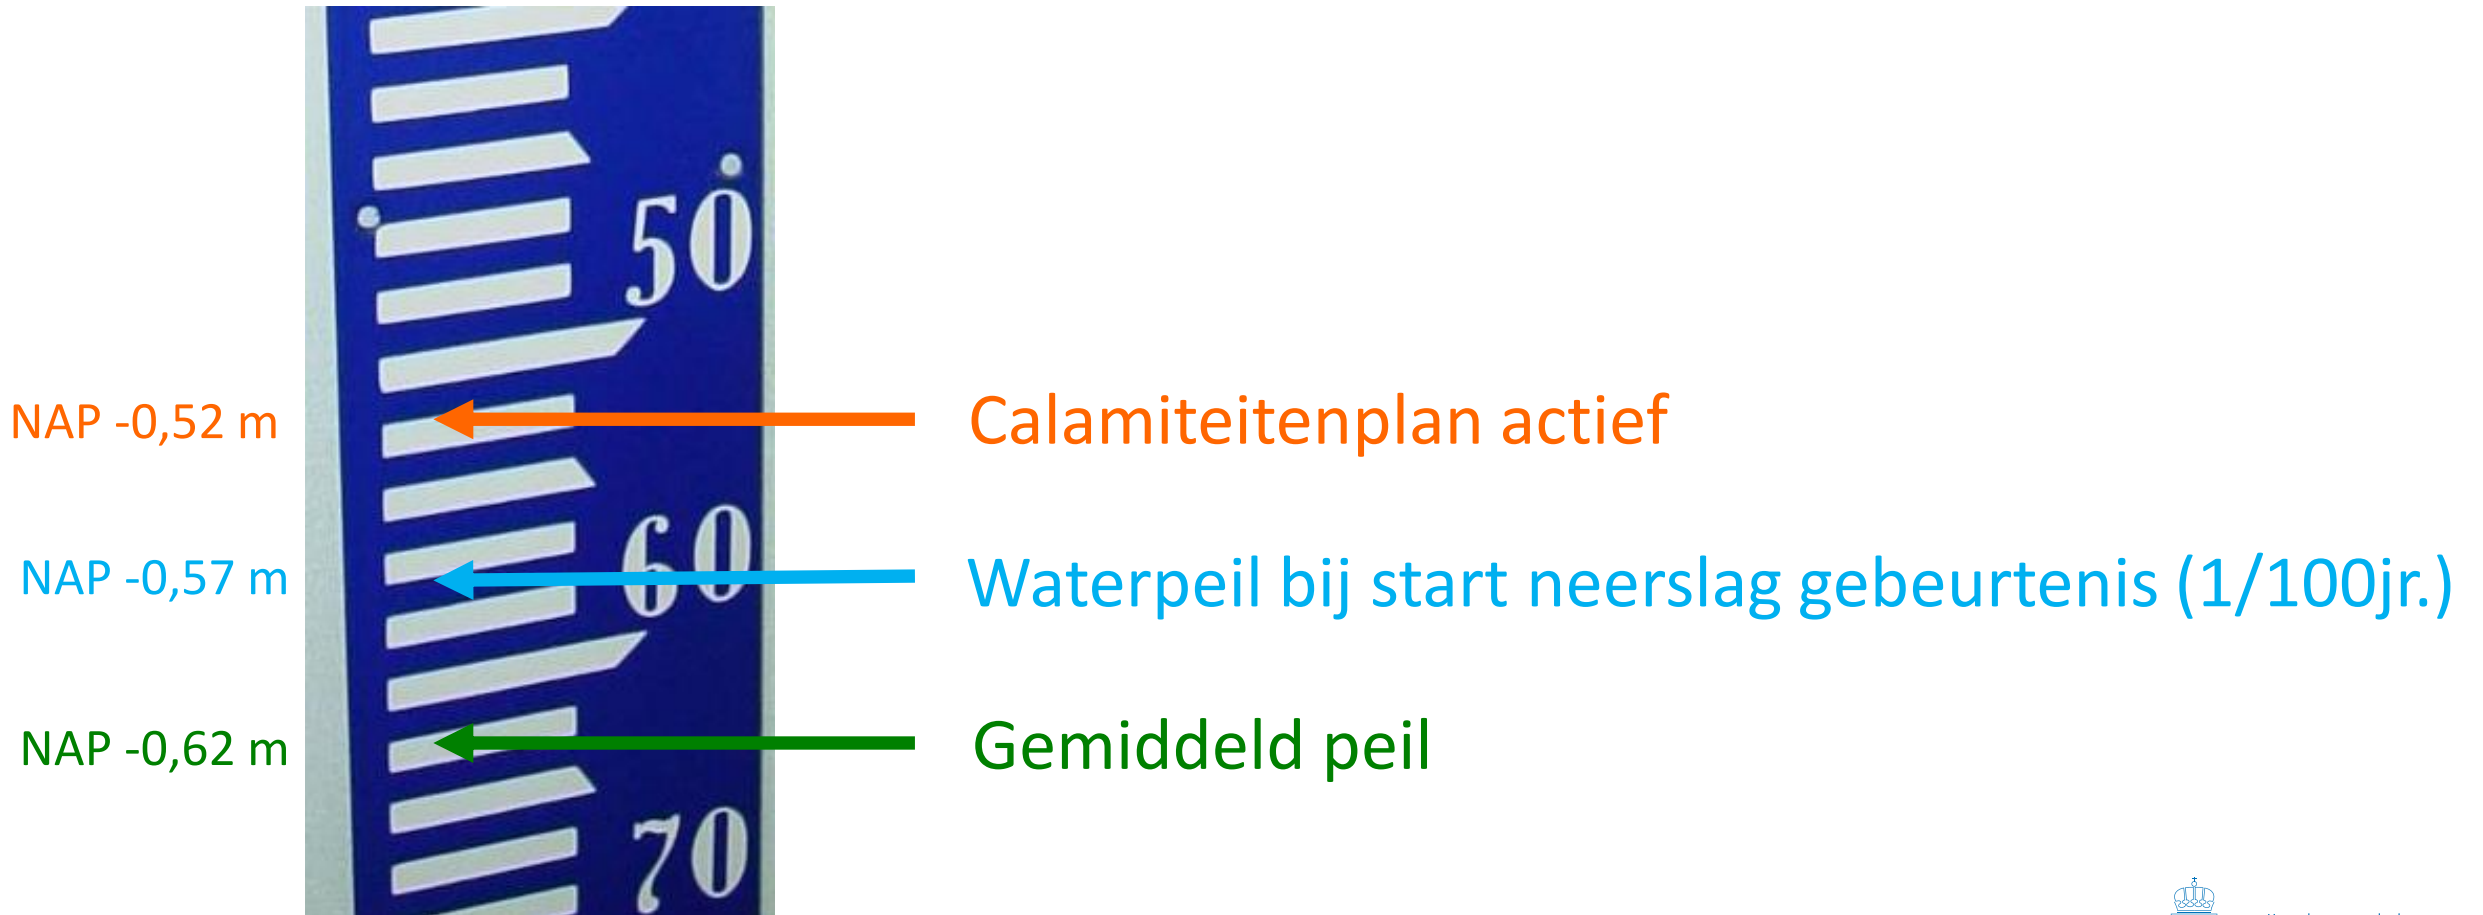 50
NAP -0,52 m
Calamiteitenplan actief
60
NAP -0,57 m
Waterpeil bij start neerslag gebeurtenis (1/100jr.)
NAP -0,62 m
Gemiddeld peil
70